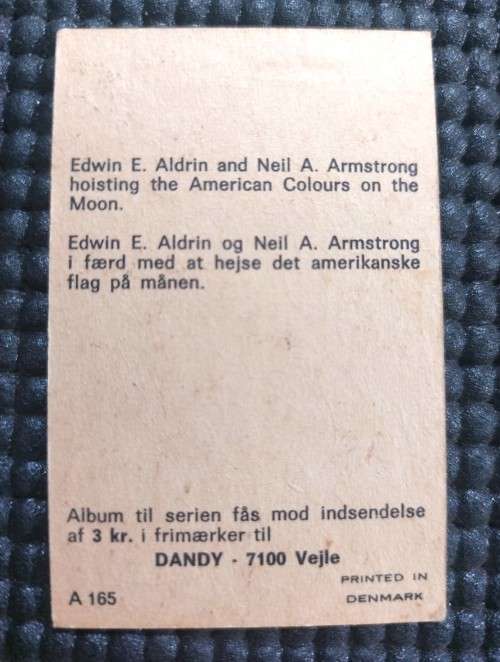 Edwin E. Aldrin and Neil A. Armstrong
hoisting the American Colours on the
Moon.
Edwin E. Aldrin og Neil A. Armstrong
i færd med at hejse det amerikanske
flag på månen.
Album til serien fås mod indsendelse
af 3 kr. i frimærker til
DANDY - 7100 Vejle
PRINTED IN
A 165 DENMARK